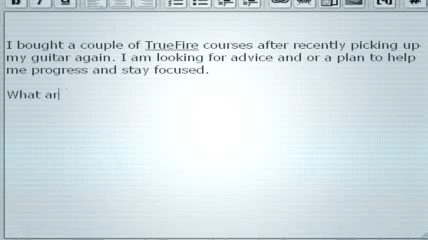 I bought a couple of TrueFire courses after recently picking up
my guitar again. I am looking for advice and or a plan to help
me progress and stay focused.
What ar